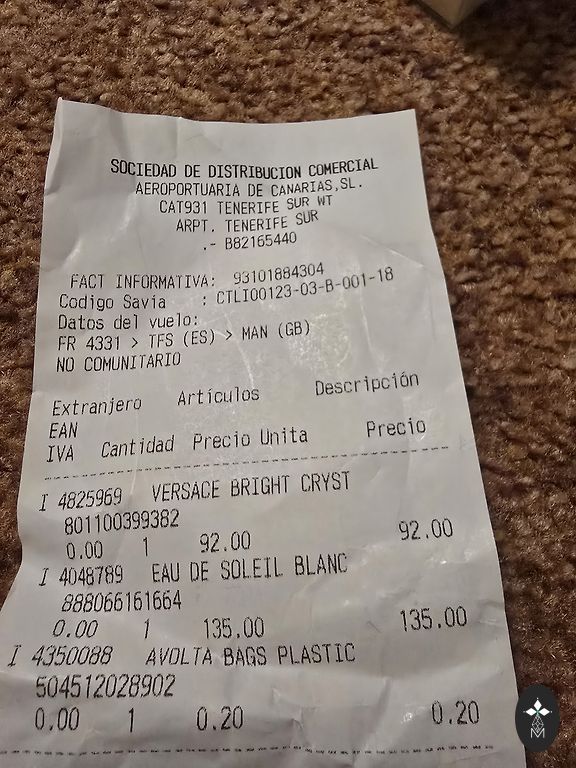 SOCIEDAD DE DISTRIBUCION COMERCIAL
AEROPORTUARIA DE CANARIAS,SL.
CAT931 TENERIFE SUR WT
ARPT. TENERIFE SUR
.- B82165440
FACT INFORMATIVA: 93101884304
Codigo Savia : CTLI00123-03-B-001-18
Datos del vuelo:
FR 4331 > TFS (ES) > MAN (GB)
NO COMUNITARIO
Extranjero Artículos Descripción
EAN
IVA Cantidad Precio Unita Precio
I 4825969 VERSACE BRIGHT CRYST
801100399382
0.00 1 92.00 92.00
I 4048789 EAU DE SOLEIL BLANC
888066161664
0.00 1 135.00 135.00
I 4350088 AVOLTA BAGS PLASTIC
504512028902
0.00 1 0.20 0.20
M